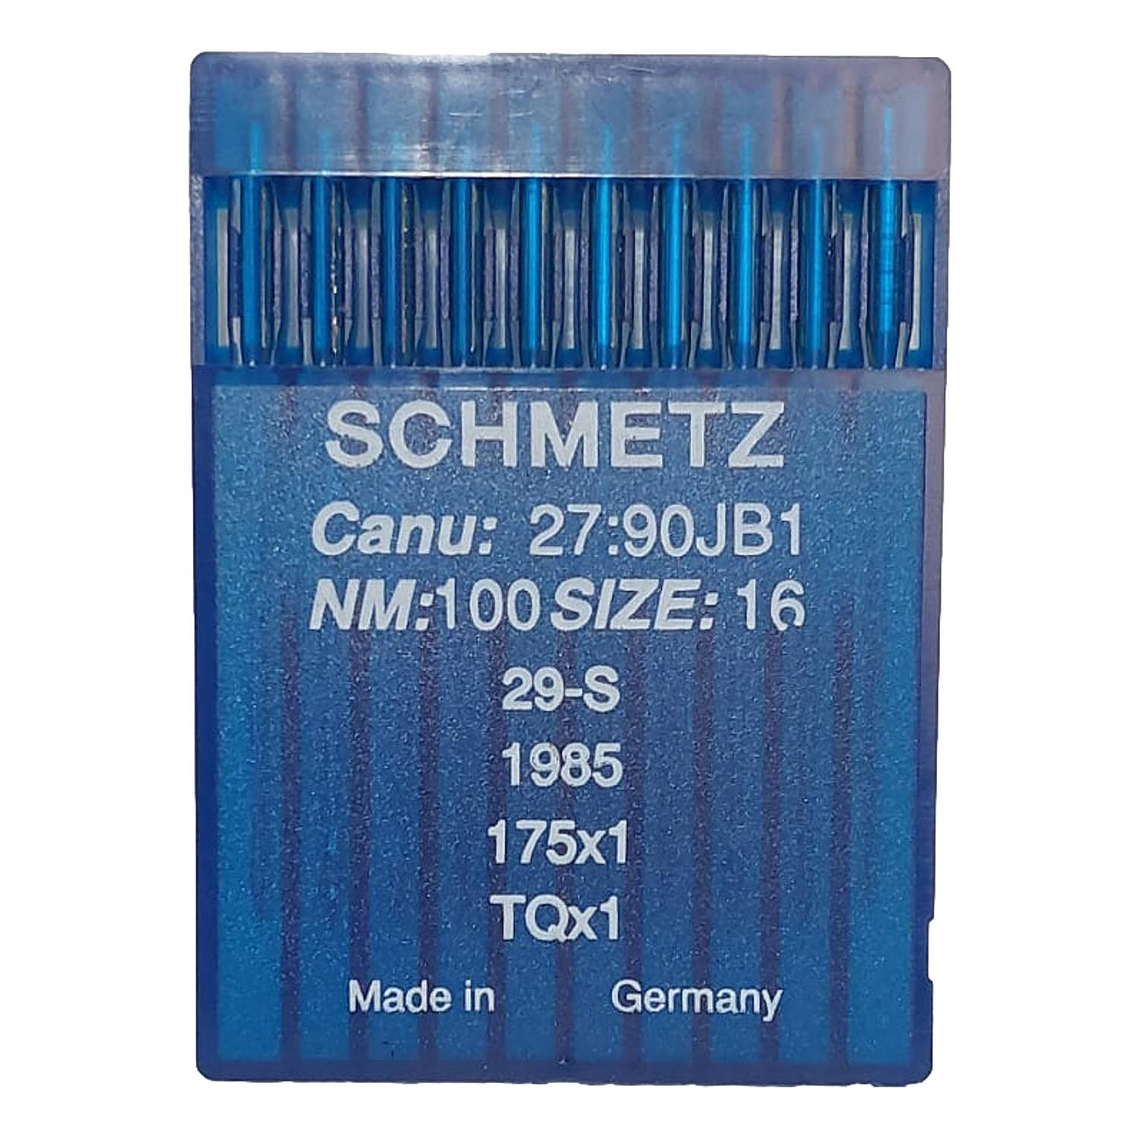 SCHMETZ
Canu: 27:90JB1
NM:100 SIZE: 16
29-S
1985
175x1
TQx1
Made in Germany